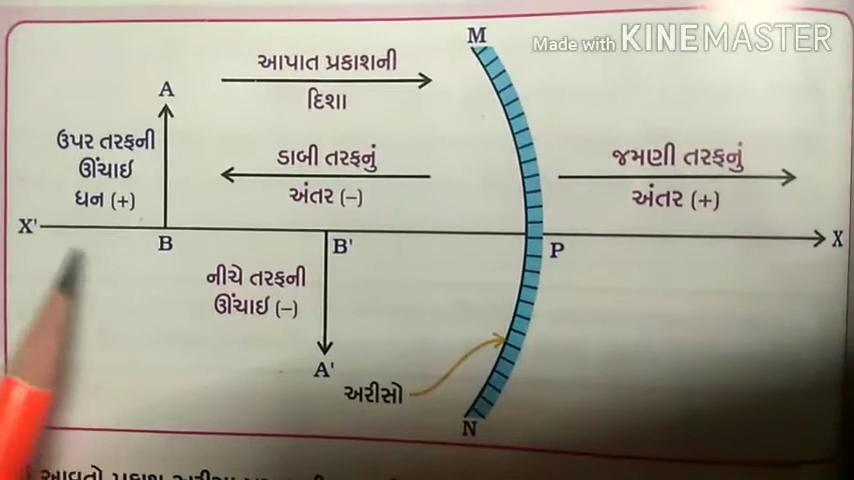 Made with KINEMASTER
M
આપાત પ્રકાશની
દિશા
A
ઉપર તરફની
ઊંચાઈ
ધન (+)
ડાબી તરફનું
અંતર (–)
જમણી તરફનું
અંતર (+)
X'
B
B'
P
X
નીચે તરફની
ઊંચાઈ (–)
A'
અરીસો
N